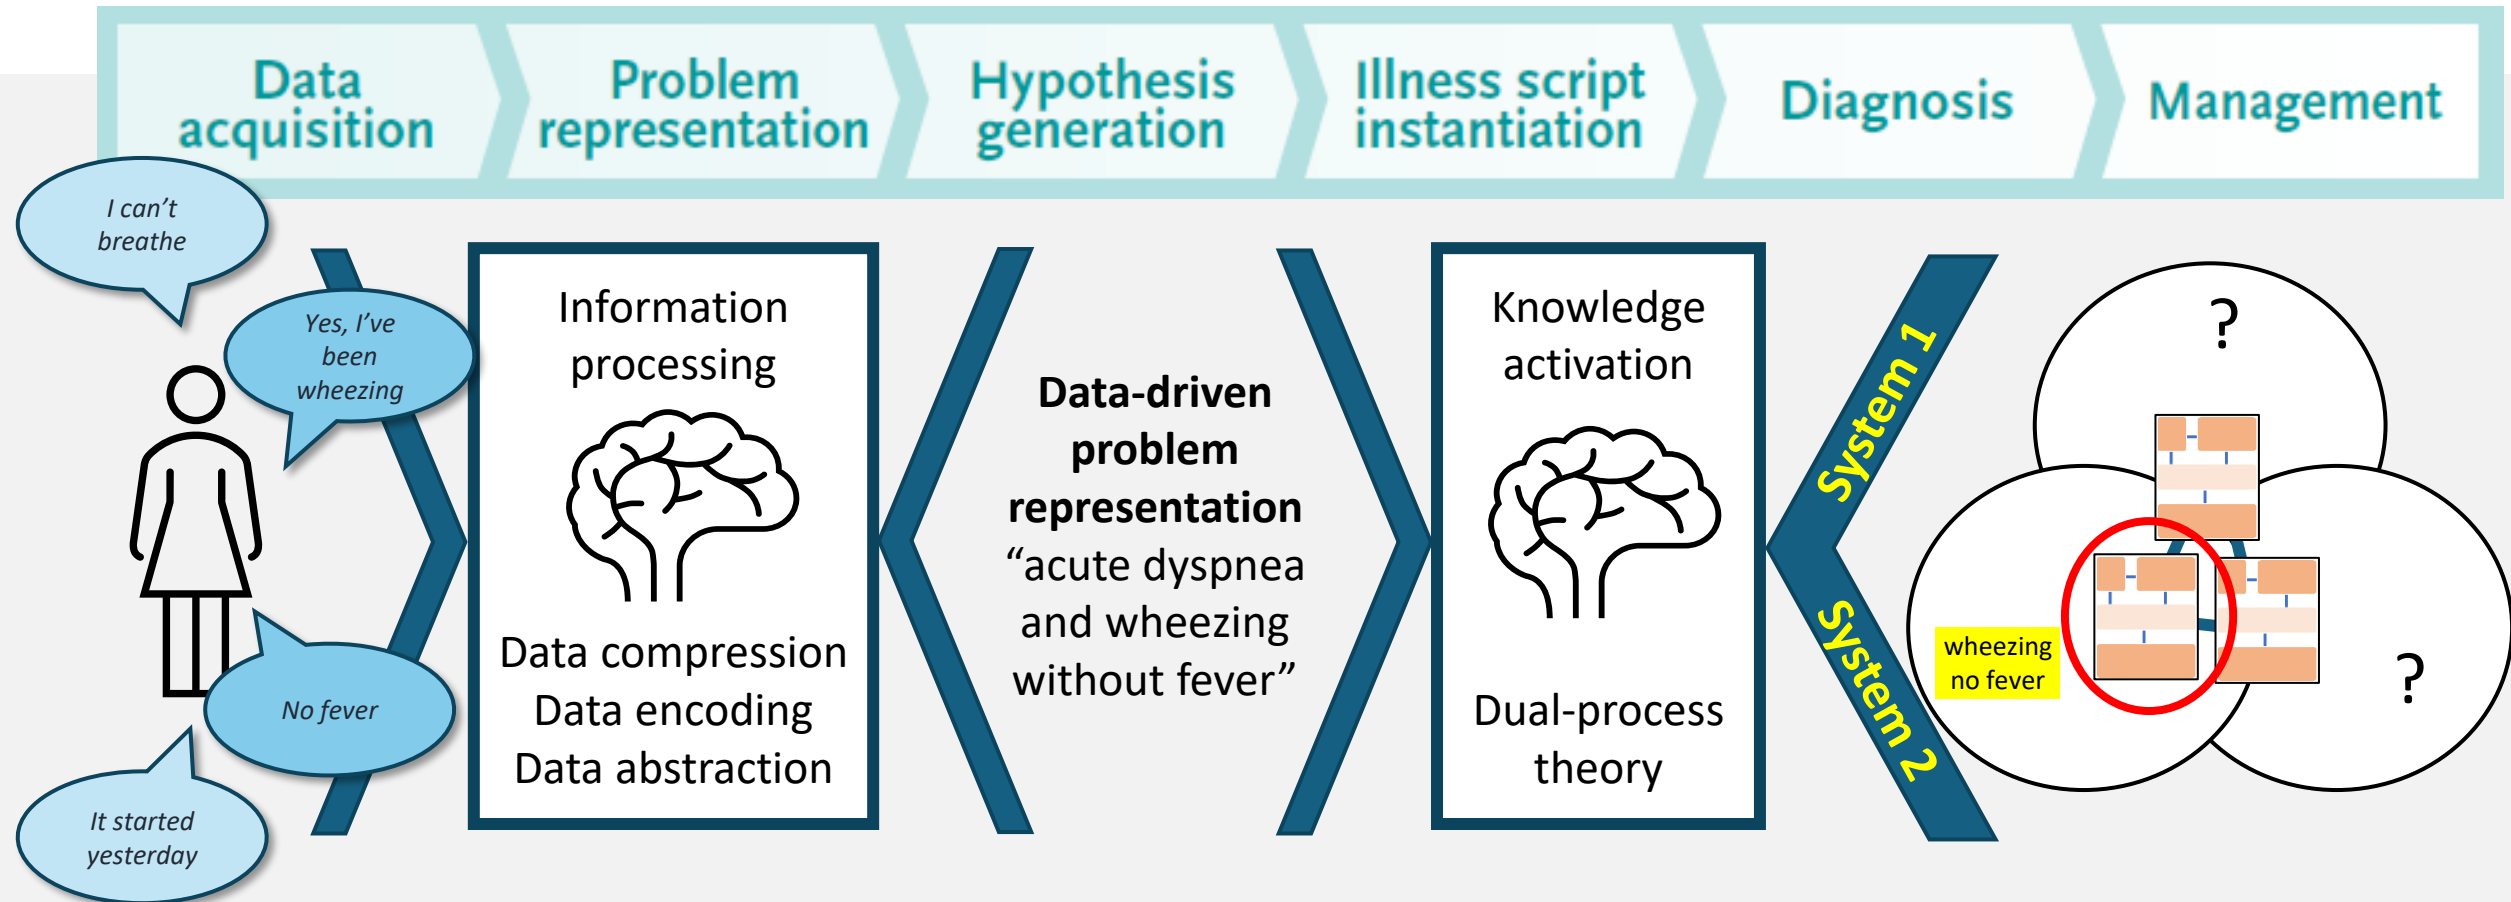 Data
acquisition
Problem
representation
Hypothesis
generation
Illness script
instantiation
Diagnosis
Management
I can't
breathe
Yes, I've
been
wheezing
No fever
It started
yesterday
Information
processing
Data compression
Data encoding
Data abstraction
Data-driven
problem
representation
“acute dyspnea
and wheezing
without fever”
Knowledge
activation
Dual-process
theory
System 1
System 2
?
wheezing
no fever
?